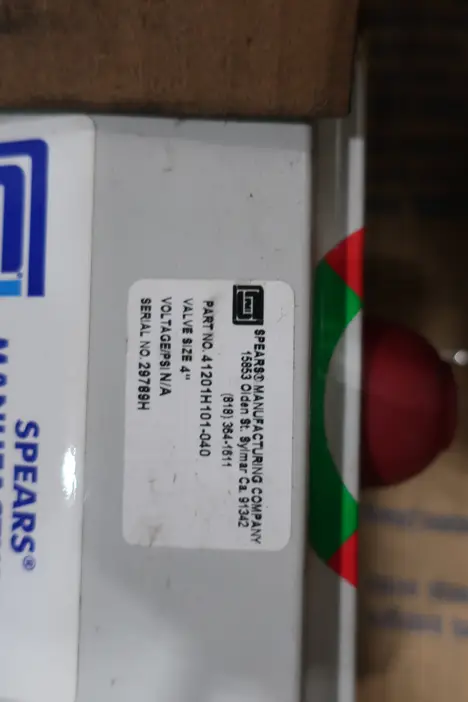 SPEARS® MANUFACTURING COMPANY
15853 Olden St. Sylmar Ca. 91342
(818) 364-1611
PART NO. 41201H101-040
VALVE SIZE 4"
VOLTAGE/PSI N/A
SERIAL NO. 29789H
SPEARS®